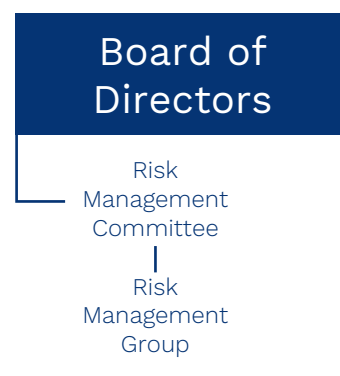 Board of
Directors
Risk
Management
Committee
Risk
Management
Group